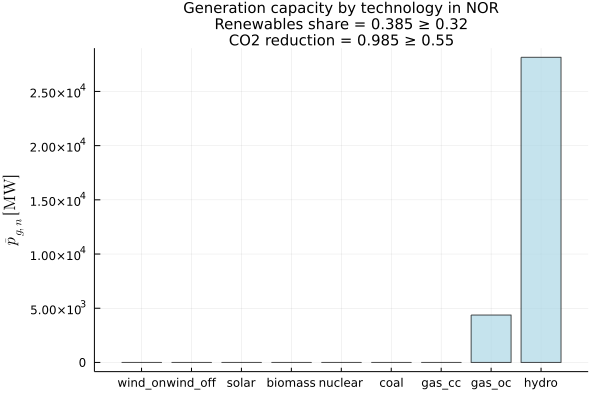 Generation capacity by technology in NOR
Renewables share = 0.385 ≥ 0.32
CO2 reduction = 0.985 ≥ 0.55
p̄g,n [MW]
2.50×10⁴
2.00×10⁴
1.50×10⁴
1.00×10⁴
5.00×10³
0
wind_on wind_off solar biomass nuclear coal gas_cc gas_oc hydro